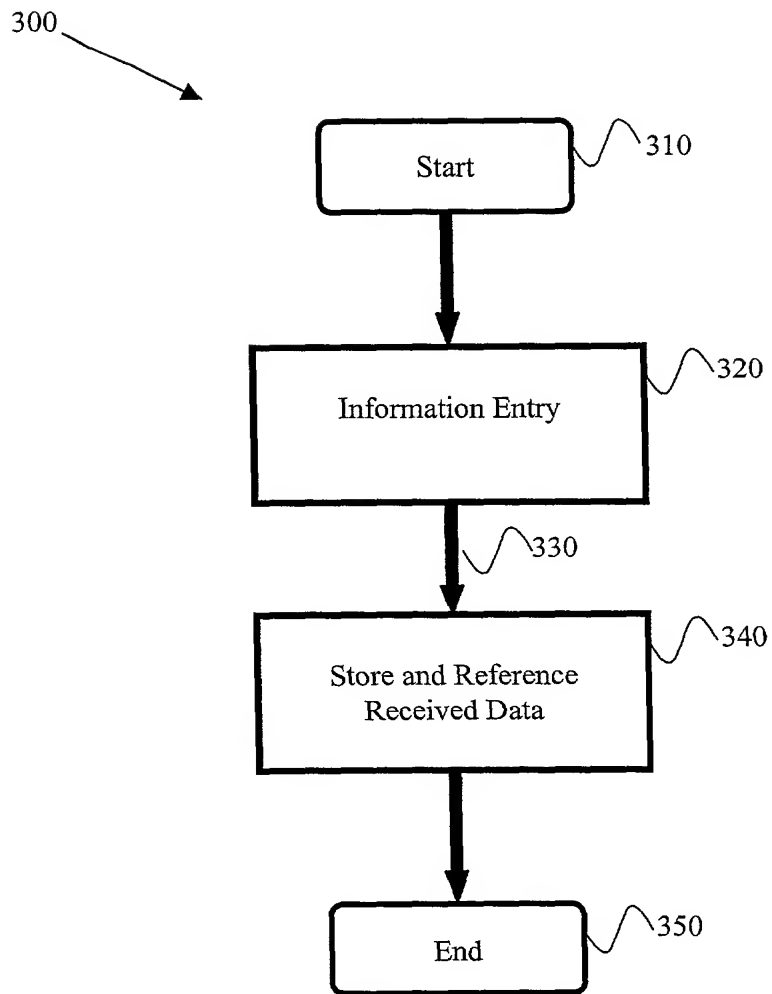 300
310
Start
320
Information Entry
330
340
Store and Reference
Received Data
350
End